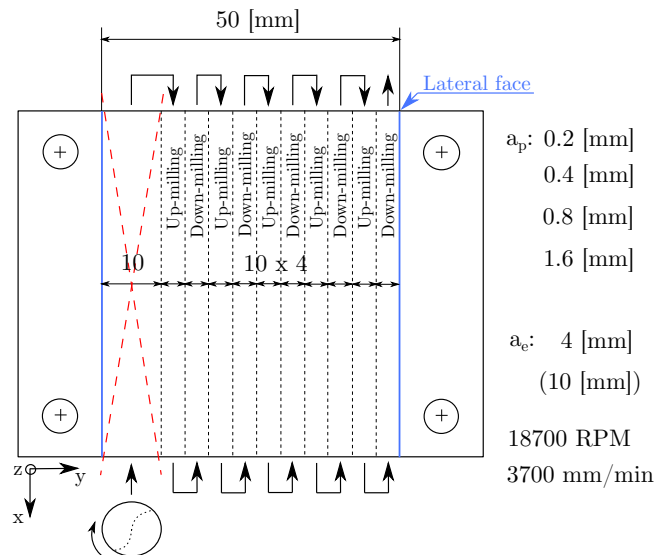 50 [mm]
Lateral face
Up-milling
Down-milling
Up-milling
Down-milling
Up-milling
Down-milling
Up-milling
Down-milling
Up-milling
Down-milling
10
10 x 4
z
y
x
aₚ: 0.2 [mm]
0.4 [mm]
0.8 [mm]
1.6 [mm]
aₑ: 4 [mm]
(10 [mm])
18700 RPM
3700 mm/min